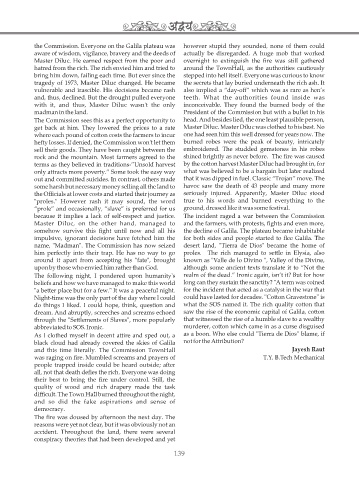 अद्वय
the Commission. Everyone on the Galila plateau was
aware of wisdom, vigilance, bravery and the deeds of
Master Diluc. He earned respect from the poor and
hatred from the rich. The rich envied him and tried to
bring him down, failing each time. But ever since the
tragedy of 1973, Master Diluc changed. He became
vulnerable and irascible. His decisions became rash
and, thus, declined. But the drought pulled everyone
with it, and thus, Master Diluc wasn't the only
madman in the land.
The Commission sees this as a perfect opportunity to
get back at him. They lowered the prices to a rate
where each pound of cotton costs the farmers to incur
hefty losses. If denied, the Commission won't let them
sell their goods. They have been caught between the
rock and the mountain. Most farmers agreed to the
terms as they believed in traditions-"Unsold harvest
only attracts more poverty." Some took the easy way
out and committed suicides. In contrast, others made
some harsh but necessary money selling all the land to
the Officials at lower costs and started their journey as
"proles." However rash it may sound, the word
"prole" and occasionally, "slave" is preferred for us
because it implies a lack of self-respect and justice.
Master Diluc, on the other hand, managed to
somehow survive this fight until now and all his
impulsive, ignorant decisions have fetched him the
name, "Madman". The Commission has now seized
him perfectly into their trap. He has no way to go
around it apart from accepting his "fate", brought
upon by those who envied him rather than God.
The following night, I pondered upon humanity's
beliefs and how we have managed to make this world
"a better place but for a few." It was a peaceful night.
Night-time was the only part of the day where I could
do things I liked. I could hope, think, question and
dream. And abruptly, screeches and screams echoed
through the "Settlements of Slaves", more popularly
abbreviated to SOS, Ironic.
As I clothed myself in decent attire and sped out, a
black cloud had already covered the skies of Galila
and this time literally. The Commission TownHall
was raging on fire. Mumbled screams and prayers of
people trapped inside could be heard outside; after
all, not that death defies the rich. Everyone was doing
their best to bring the fire under control. Still, the
quality of wood and rich drapery made the task
difficult. The Town Hall burned throughout the night,
and so did the fake aspirations and sense of
democracy.
The fire was doused by afternoon the next day. The
reasons were yet not clear, but it was obviously not an
accident. Throughout the land, there were several
conspiracy theories that had been developed and yet
however stupid they sounded, none of them could
actually be disregarded. A huge mob that worked
overnight to extinguish the fire was still gathered
around the TownHall, as the authorities cautiously
stepped into hell itself. Everyone was curious to know
the secrets that lay buried underneath the rich ash. It
also implied a "day-off" which was as rare as hen's
teeth. What the authorities found inside was
inconceivable. They found the burned body of the
President of the Commission but with a bullet in his
head. And besides lied, the one least plausible person,
Master Diluc. Master Diluc was clothed to his best. No
one had seen him this well dressed for years now. The
burned robes were the peak of beauty, intricately
embroidered. The studded gemstones in his robes
shined brightly as never before. The fire was caused
by the cotton harvest Master Diluc had brought in, for
what was believed to be a bargain but later realized
that it was dipped in fuel. Classic "Trojan" move. The
havoc saw the death of 43 people and many more
seriously injured. Apparently, Master Diluc stood
true to his words and burned everything to the
ground, dressed like it was some festival.
The incident raged a war between the Commission
and the farmers, with protests, fights and even more,
the decline of Galila. The plateau became inhabitable
for both sides and people started to flee Galila. The
desert land, "Tierra de Dios" became the home of
proles. The rich managed to settle in Elysia, also
known as "Valle de lo Divino ", Valley of the Divine,
although some ancient texts translate it to "Not the
realm of the dead." Ironic again, isn't it? But for how
long can they sustain the sanctity? "A term was coined
for the incident that acted as a catalyst in the war that
could have lasted for decades. "Cotton Gravestone" is
what the SOS named it. The rich quality cotton that
saw the rise of the economic capital of Galila, cotton
that witnessed the rise of a humble slave to a wealthy
murderer, cotton which came in as a curse disguised
as a boon. Who else could "Tierra de Dios" blame, if
not for the Attribution?
Jayesh Raut
T.Y. B.Tech Mechanical
139